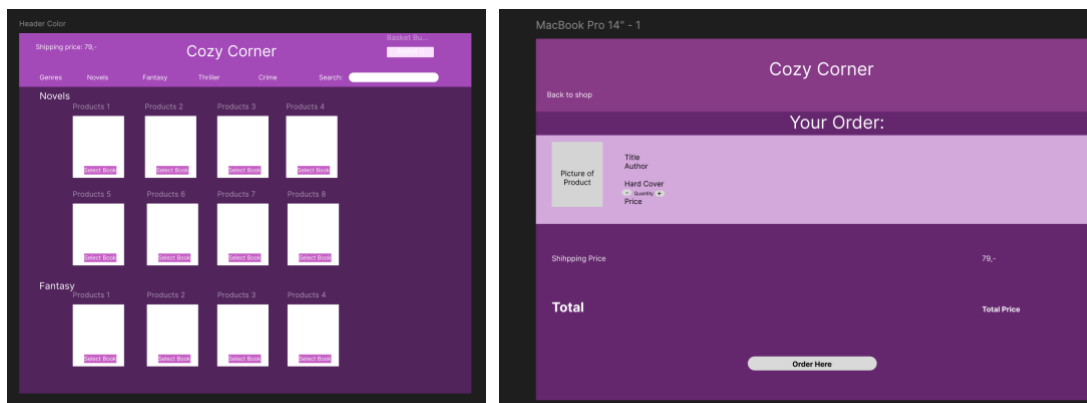 Header Color
Shipping price: 79,-
Cozy Corner
Basket Bu...
Genres Novels Fantasy Thriller Crime Search:
Novels
Products 1 Products 2 Products 3 Products 4
Select Book Select Book Select Book Select Book
Products 5 Products 6 Products 7 Products 8
Select Book Select Book Select Book Select Book
Fantasy
Products 1 Products 2 Products 3 Products 4
Select Book Select Book Select Book Select Book
MacBook Pro 14" - 1
Cozy Corner
Back to shop
Your Order:
Picture of
Product
Title
Author
Hard Cover
- Quantity +
Price
Shihpping Price 79,-
Total Total Price
Order Here